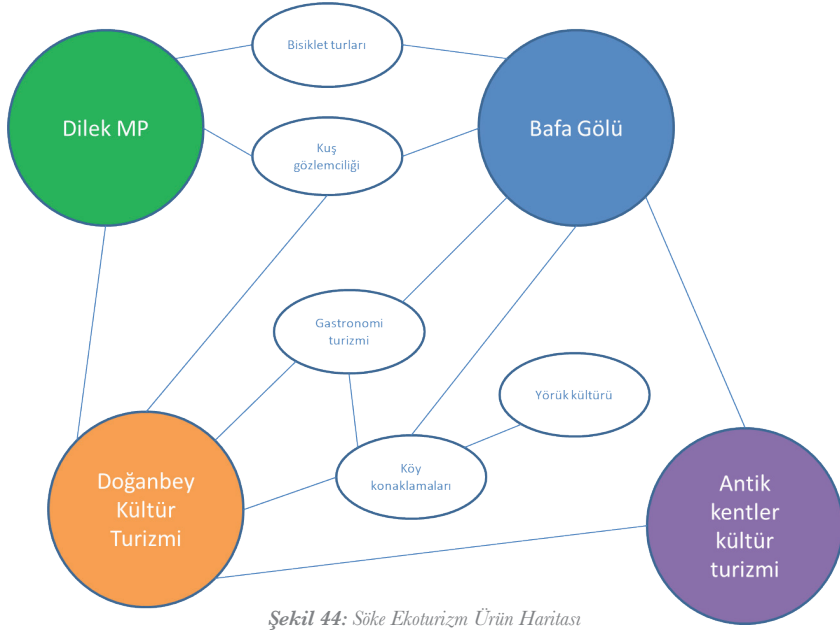 Bisiklet turları
Dilek MP
Bafa Gölü
Kuş
gözlemciliği
Gastronomi
turizmi
Yörük kültürü
Köy
konaklamaları
Doğanbey
Kültür
Turizmi
Antik
kentler
kültür
turizmi
Şekil 44: Söke Ekoturizm Ürün Haritası